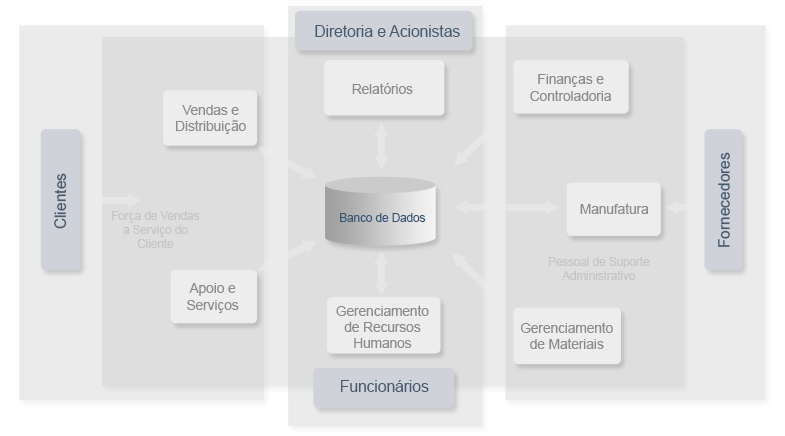 Diretoria e Acionistas
Relatórios
Finanças e
Controladoria
Vendas e
Distribuição
Clientes
Fornecedores
Banco de Dados
Manufatura
Força de Vendas
a Serviço do
Cliente
Pessoal de Suporte
Administrativo
Apoio e
Serviços
Gerenciamento
de Recursos
Humanos
Gerenciamento
de Materiais
Funcionários